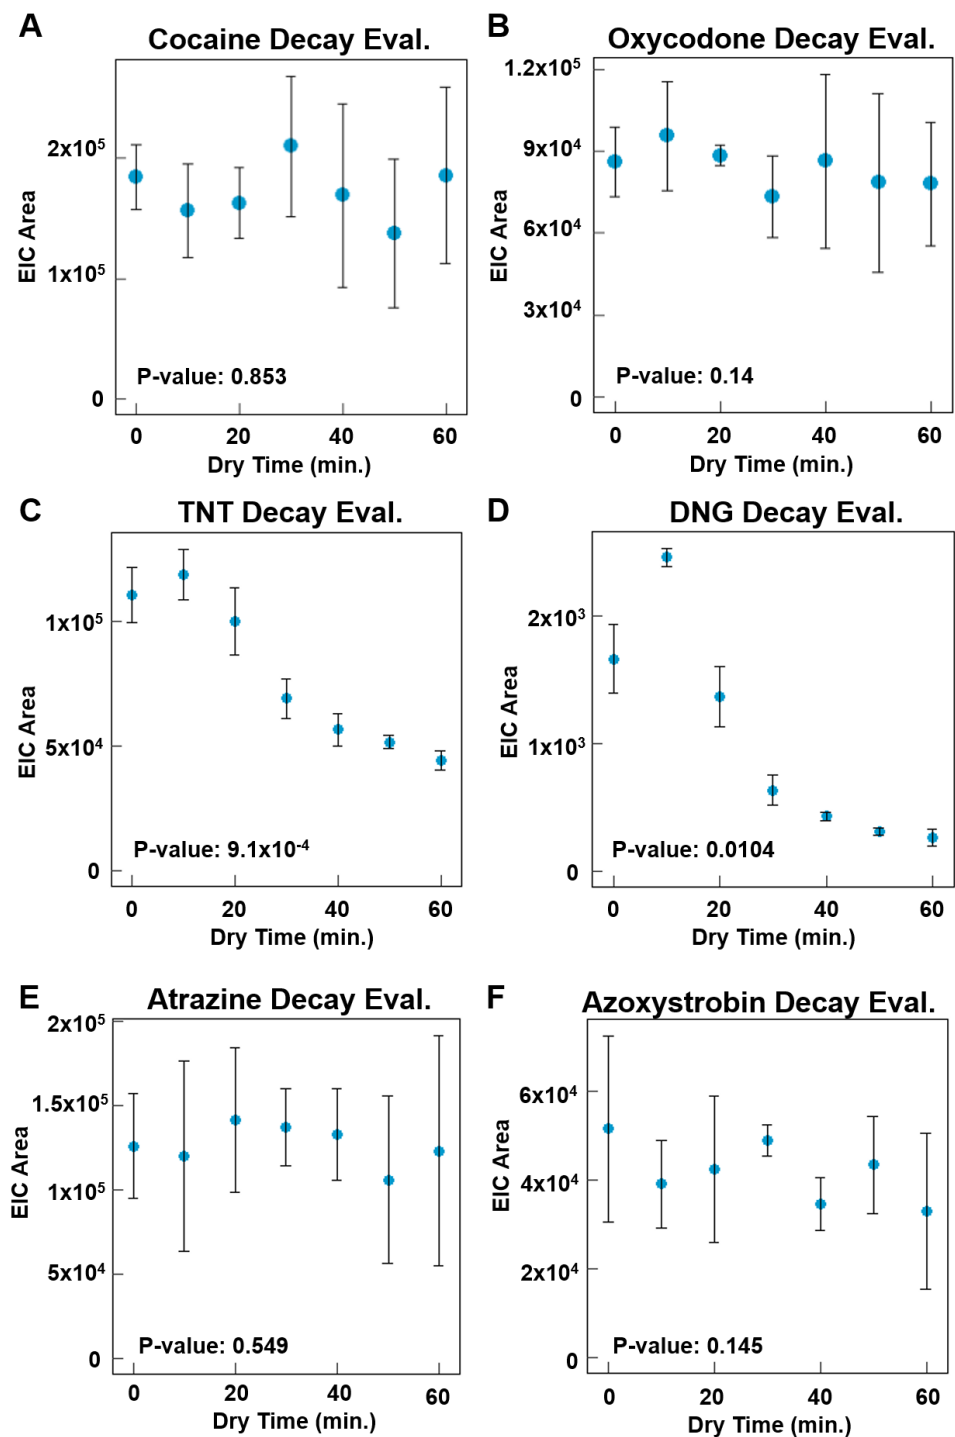 A
Cocaine Decay Eval.
EIC Area
2x10⁵
1x10⁵
0
P-value: 0.853
0 20 40 60
Dry Time (min.)
B
Oxycodone Decay Eval.
EIC Area
1.2x10⁵
9x10⁴
6x10⁴
3x10⁴
0
P-value: 0.14
0 20 40 60
Dry Time (min.)
C
TNT Decay Eval.
EIC Area
1x10⁵
5x10⁴
0
P-value: 9.1x10⁻⁴
0 20 40 60
Dry Time (min.)
D
DNG Decay Eval.
EIC Area
2x10³
1x10³
0
P-value: 0.0104
0 20 40 60
Dry Time (min.)
E
Atrazine Decay Eval.
EIC Area
2x10⁵
1.5x10⁵
1x10⁵
5x10⁴
0
P-value: 0.549
0 20 40 60
Dry Time (min.)
F
Azoxystrobin Decay Eval.
EIC Area
6x10⁴
4x10⁴
2x10⁴
0
P-value: 0.145
0 20 40 60
Dry Time (min.)